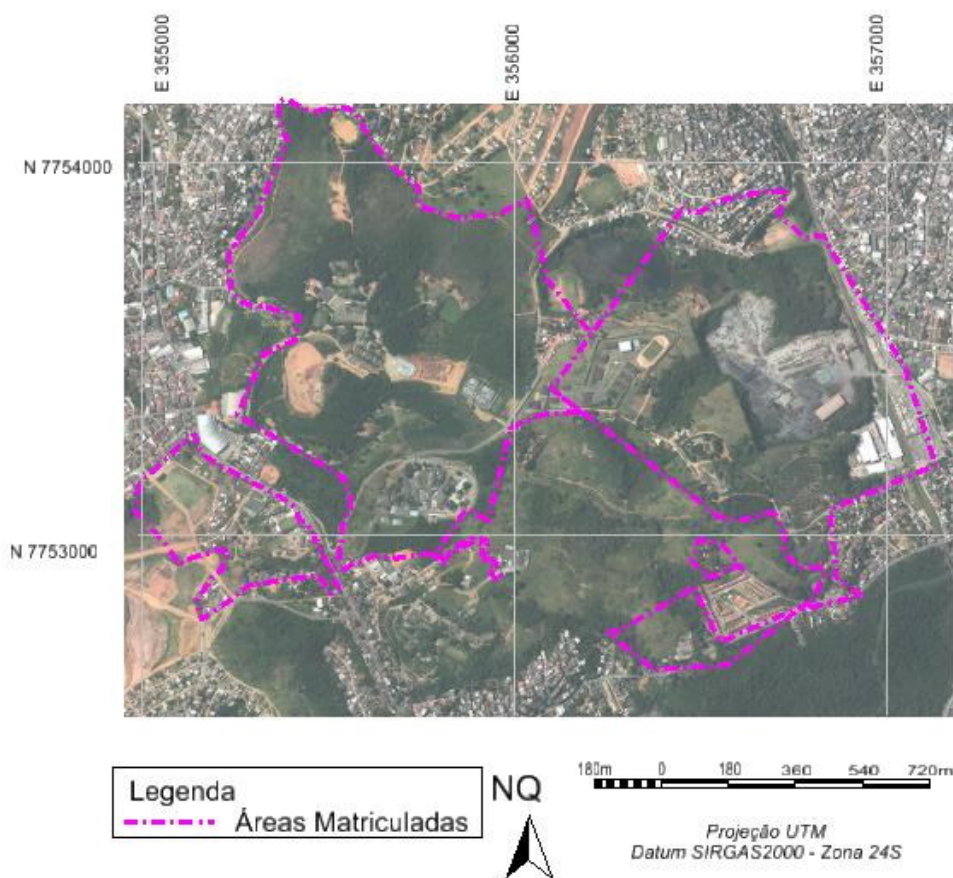 E 355000
E 356000
E 357000
N 7754000
N 7753000
Legenda
Áreas Matriculadas
NQ
180m 0 180 360 540 720m
Projeção UTM
Datum SIRGAS2000 - Zona 24S